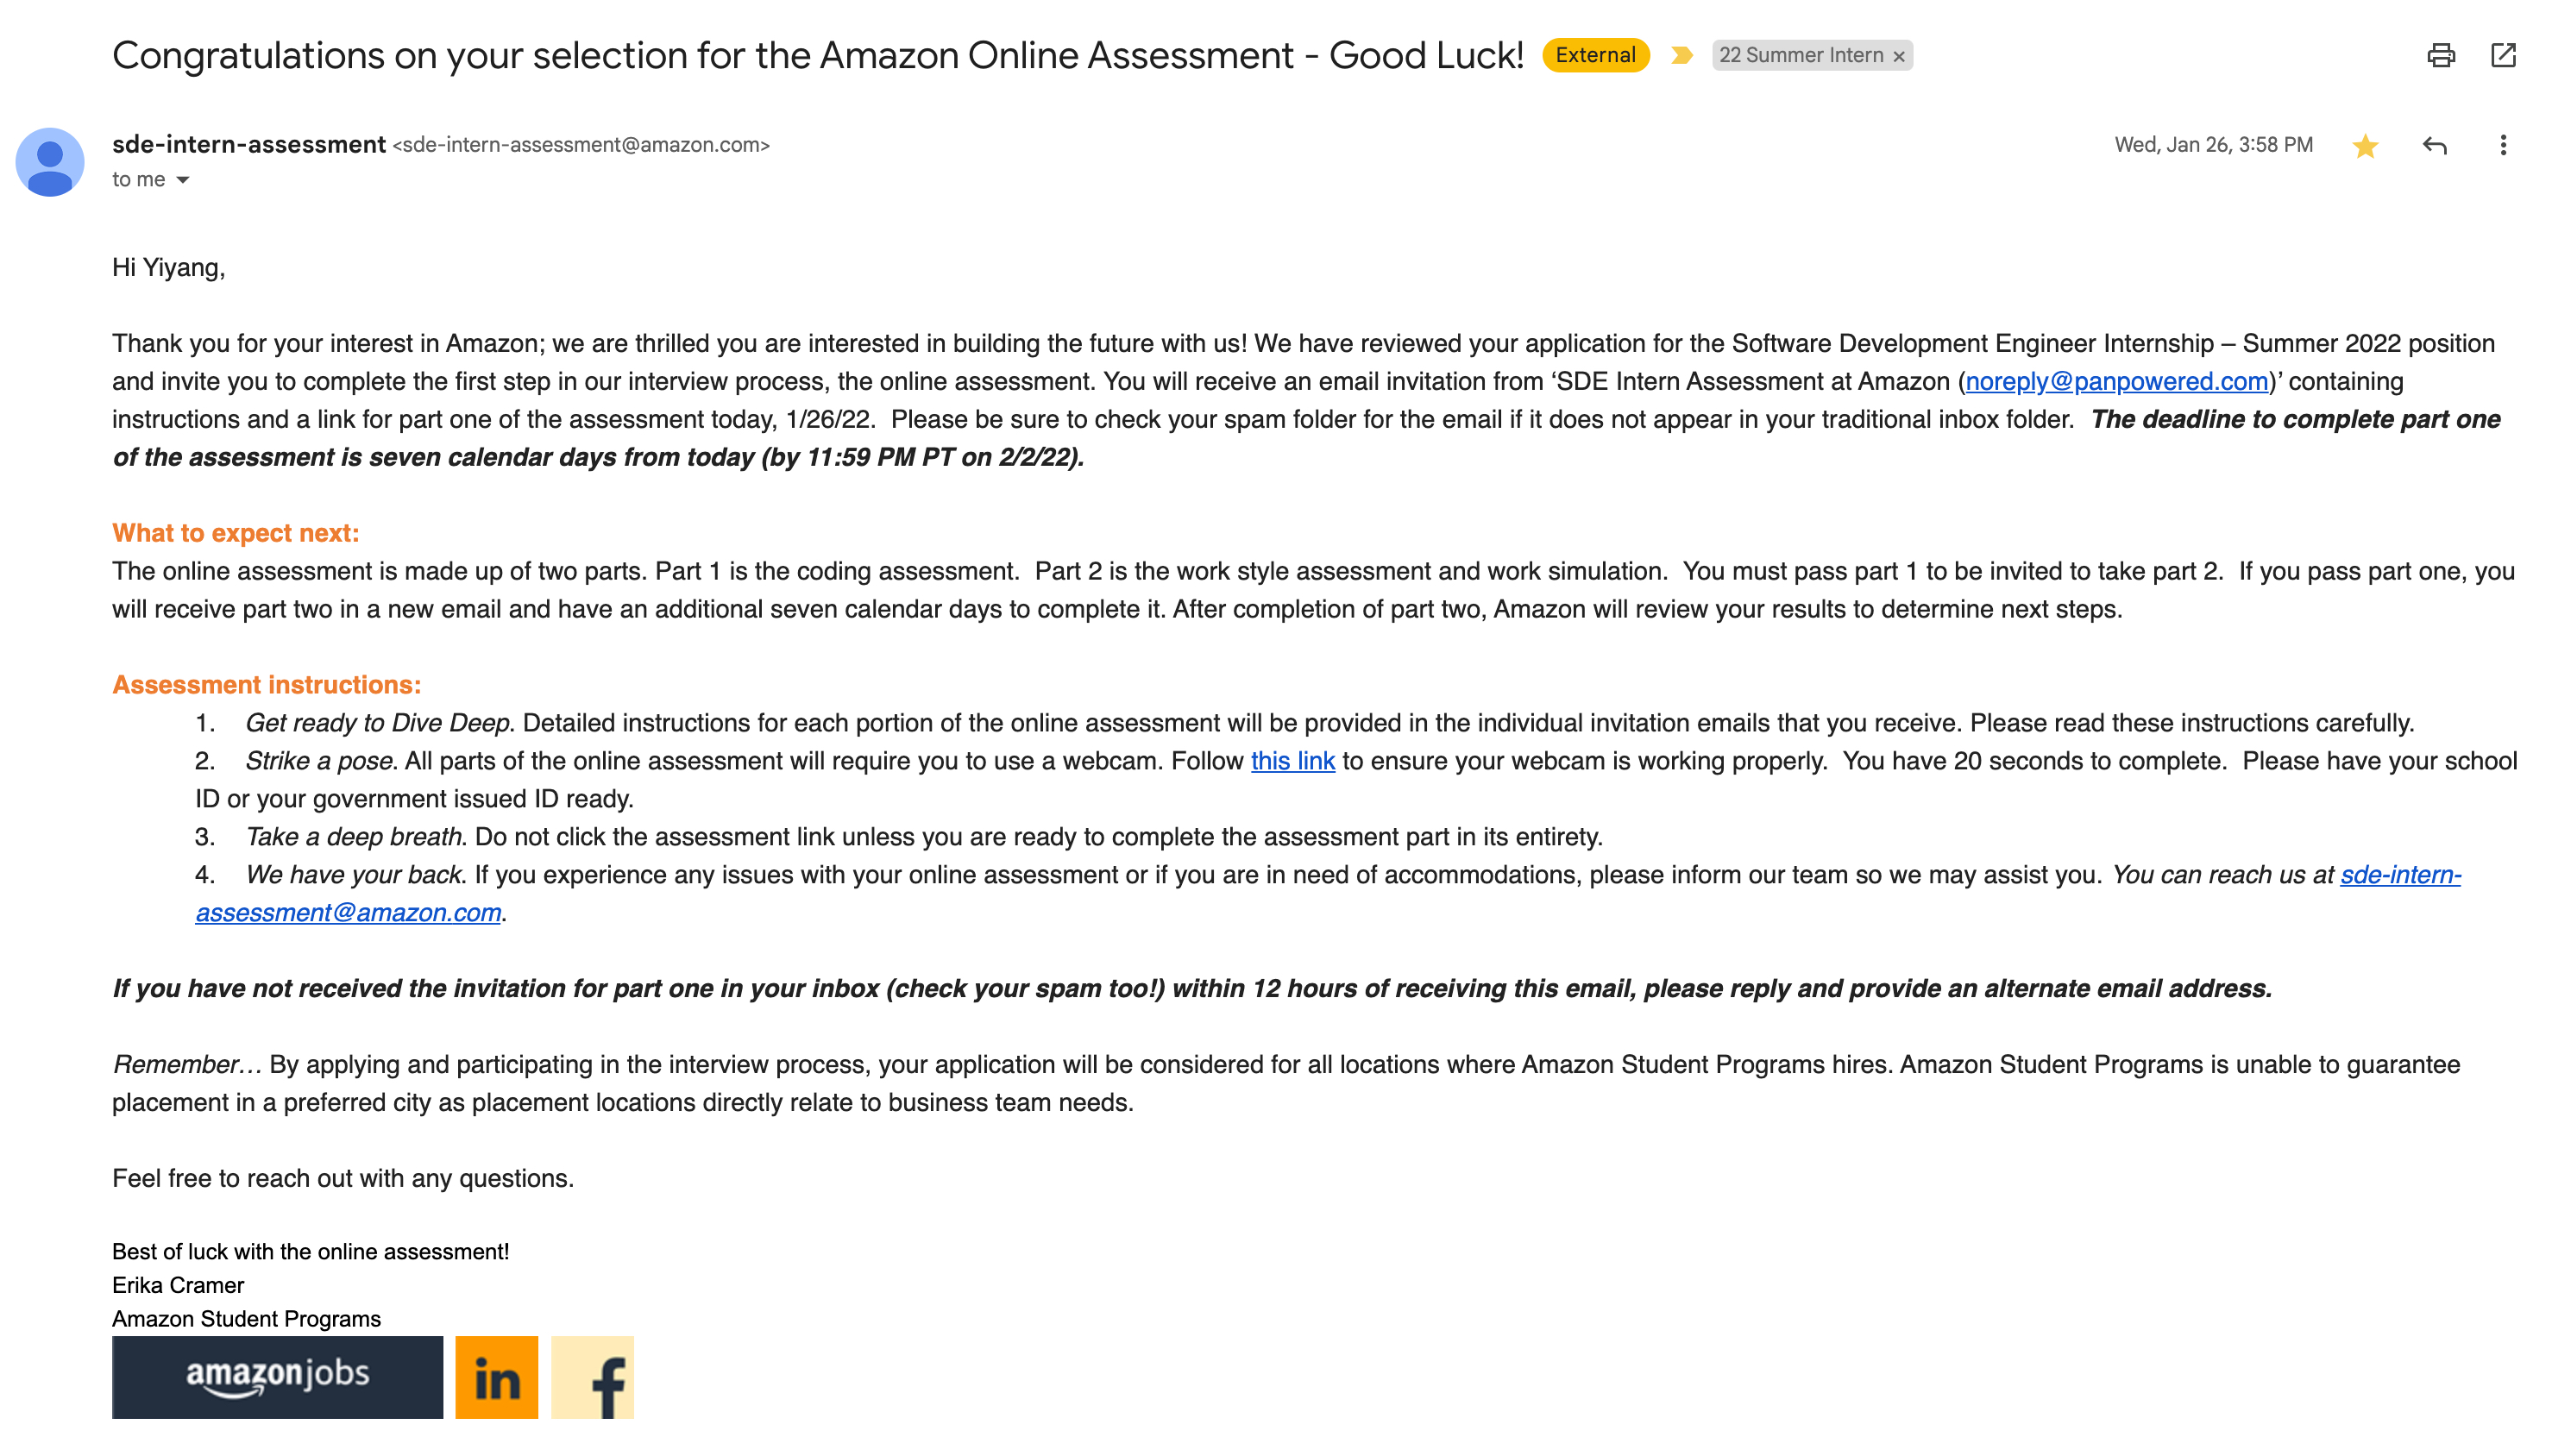 Congratulations on your selection for the Amazon Online Assessment - Good Luck! External 22 Summer Intern ×
sde-intern-assessment <sde-intern-assessment@amazon.com> Wed, Jan 26, 3:58 PM
to me
Hi Yiyang,
Thank you for your interest in Amazon; we are thrilled you are interested in building the future with us! We have reviewed your application for the Software Development Engineer Internship – Summer 2022 position
and invite you to complete the first step in our interview process, the online assessment. You will receive an email invitation from ‘SDE Intern Assessment at Amazon (noreply@panpowered.com)’ containing
instructions and a link for part one of the assessment today, 1/26/22.  Please be sure to check your spam folder for the email if it does not appear in your traditional inbox folder.  The deadline to complete part one
of the assessment is seven calendar days from today (by 11:59 PM PT on 2/2/22).
What to expect next:
The online assessment is made up of two parts. Part 1 is the coding assessment.  Part 2 is the work style assessment and work simulation.  You must pass part 1 to be invited to take part 2.  If you pass part one, you
will receive part two in a new email and have an additional seven calendar days to complete it. After completion of part two, Amazon will review your results to determine next steps.
Assessment instructions:
1. Get ready to Dive Deep. Detailed instructions for each portion of the online assessment will be provided in the individual invitation emails that you receive. Please read these instructions carefully.
2. Strike a pose. All parts of the online assessment will require you to use a webcam. Follow this link to ensure your webcam is working properly.  You have 20 seconds to complete.  Please have your school
ID or your government issued ID ready.
3. Take a deep breath. Do not click the assessment link unless you are ready to complete the assessment part in its entirety.
4. We have your back. If you experience any issues with your online assessment or if you are in need of accommodations, please inform our team so we may assist you. You can reach us at sde-intern-
assessment@amazon.com.
If you have not received the invitation for part one in your inbox (check your spam too!) within 12 hours of receiving this email, please reply and provide an alternate email address.
Remember… By applying and participating in the interview process, your application will be considered for all locations where Amazon Student Programs hires. Amazon Student Programs is unable to guarantee
placement in a preferred city as placement locations directly relate to business team needs.
Feel free to reach out with any questions.
Best of luck with the online assessment!
Erika Cramer
Amazon Student Programs
amazonjobs in f